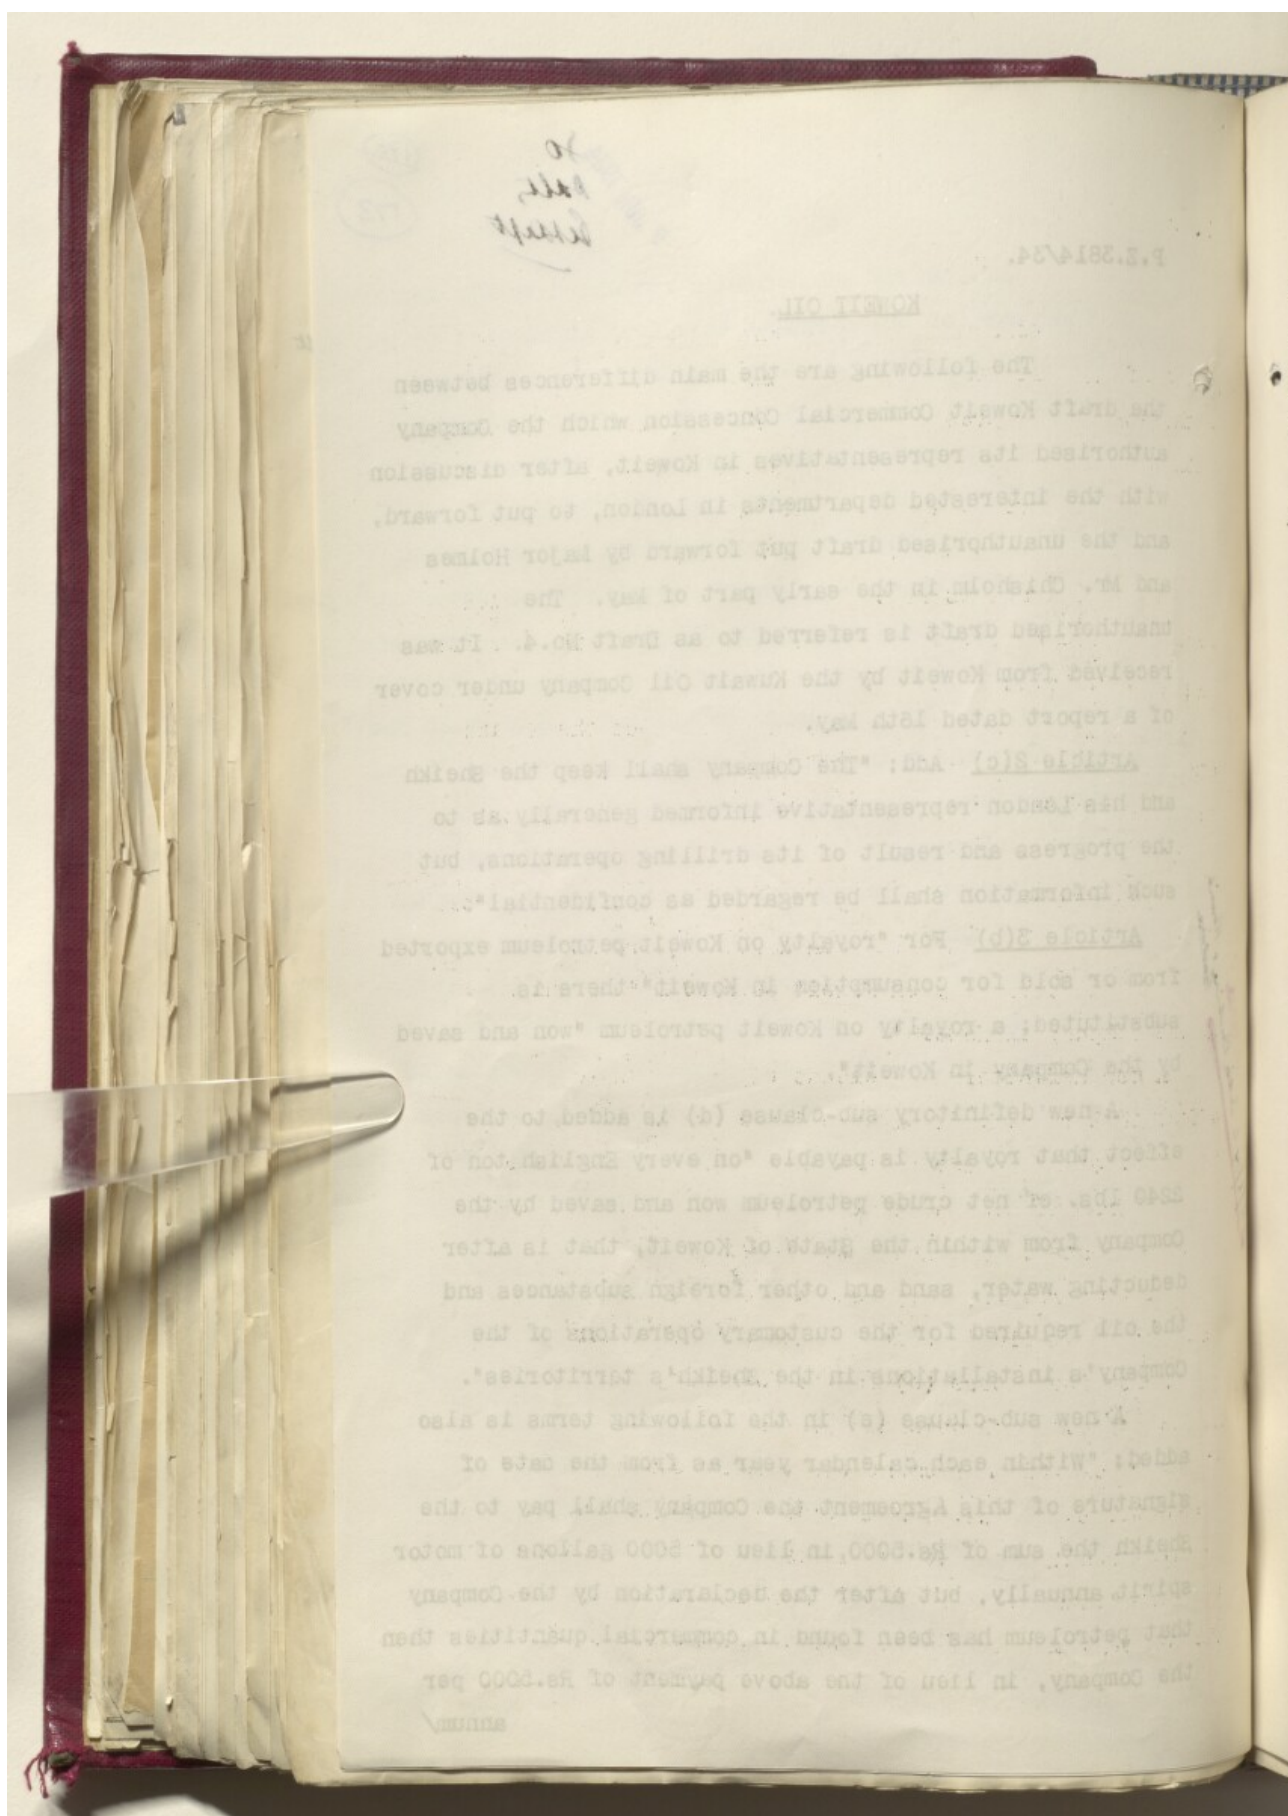 P.Z.3814/34.
KOWEIT OIL.
The following are the main differences between
the draft Koweit Commercial Concession which the Company
authorised its representatives in Koweit, after discussion
with the interested departments in London, to put forward,
and the unauthorised draft put forward by Major Holmes
and Mr. Chisholm in the early part of May. The
unauthorised draft is referred to as Draft No.4. It was
received from Koweit by the Kuwait Oil Company under cover
of a report dated 18th May.
Article 2(c) Add: "The Company shall keep the Sheikh
and his London representative informed generally as to
the progress and result of its drilling operations, but
such information shall be regarded as confidential".
Article 3(b) For "royalty on Koweit petroleum exported
from or sold for consumption in Koweit" there is
substituted: a royalty on Koweit petroleum "won and saved
by the Company in Koweit".
A new definitory sub-clause (d) is added to the
effect that royalty is payable "on every English ton of
2240 lbs. of net crude petroleum won and saved by the
Company from within the State of Koweit, that is after
deducting water, sand and other foreign substances and
the oil required for the customary operations of the
Company's installations in the Sheikh's territories".
A new sub-clause (e) in the following terms is also
added: "Within each calendar year as from the date of
signature of this Agreement the Company shall pay to the
Sheikh the sum of Rs.5000 in lieu of 5000 gallons of motor
spirit annually, but after the declaration by the Company
that petroleum has been found in commercial quantities then
the Company, in lieu of the above payment of Rs.5000 per
annum/